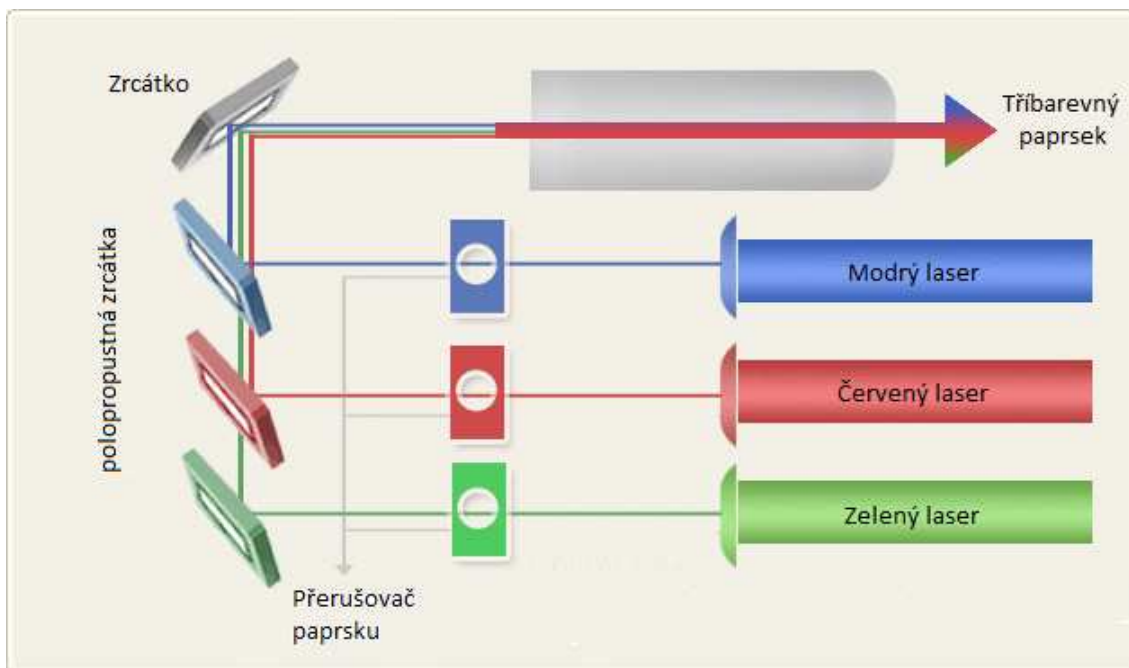 Zrcátko
Tříbarevný
paprsek
polopropustná zrcátka
Modrý laser
Červený laser
Zelený laser
Přerušovač
paprsku